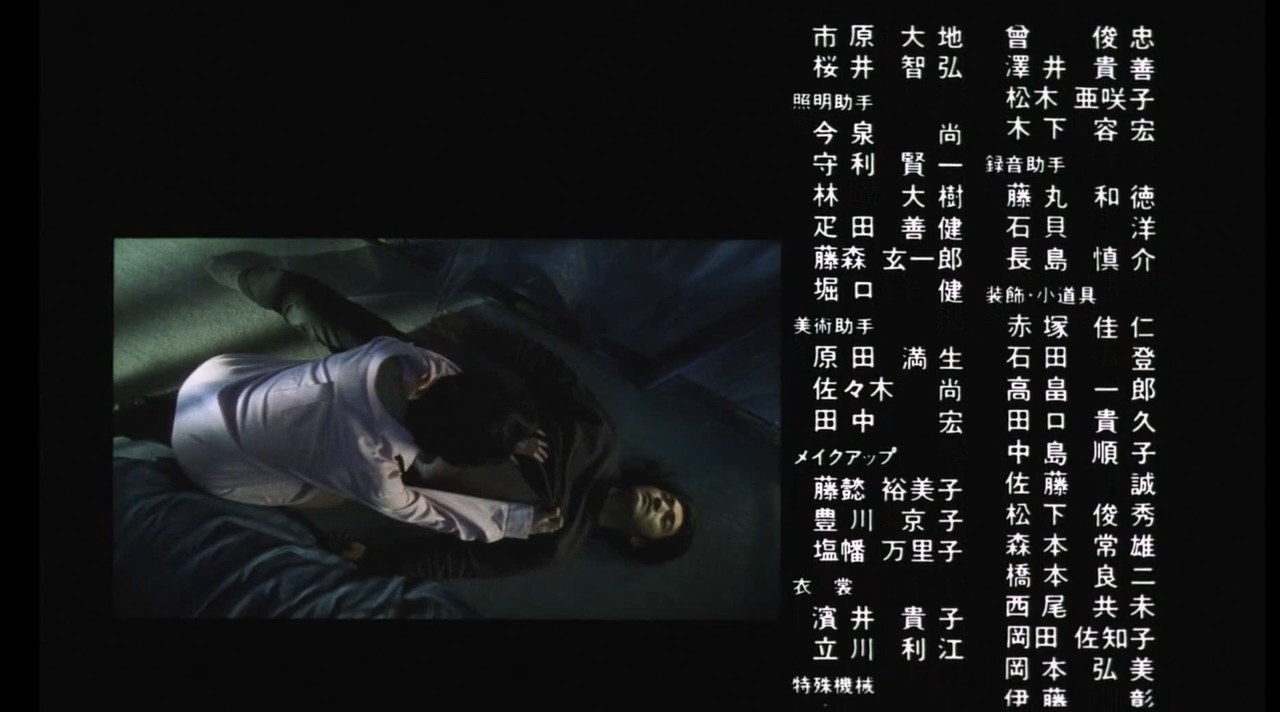 市原 大地
桜井 智弘
照明助手
今泉 尚
守利 賢一
林 大樹
疋田 善健
藤森 玄一郎
堀口 健
美術助手
原田 満生
佐々木 尚
田中 宏
メイクアップ
藤懿 裕美子
豊川 京子
塩幡 万里子
衣裳
濱井 貴子
立川 利江
特殊機械
曾 俊忠
澤井 貴善
松木 亜咲子
木下 容宏
録音助手
藤丸 和徳
石貝 洋
長島 慎介
装飾・小道具
赤塚 佳仁
石田 登
高畠 一郎
田口 貴久
中島 順子
佐藤 誠
松下 俊秀
森本 常雄
橋本 良二
西尾 共未
岡田 佐知子
岡本 弘美
伊藤 彰